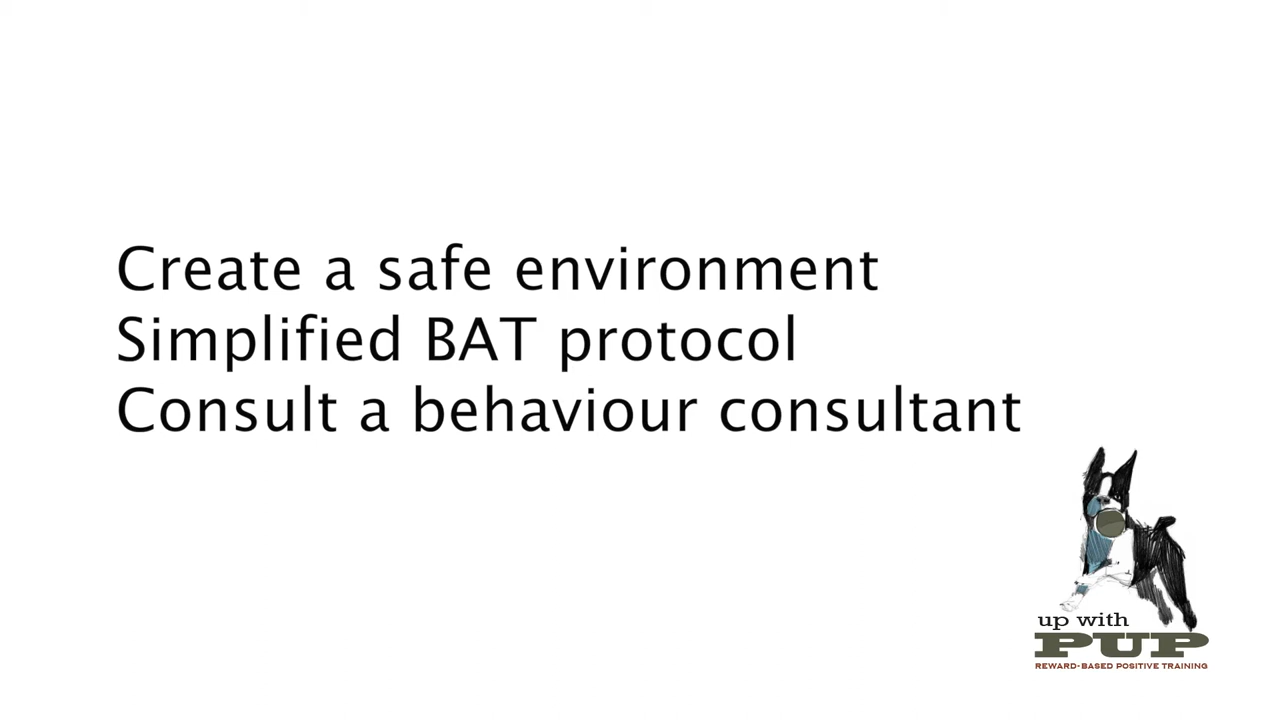 Create a safe environment
Simplified BAT protocol
Consult a behaviour consultant
up with
PUP
REWARD-BASED POSITIVE TRAINING